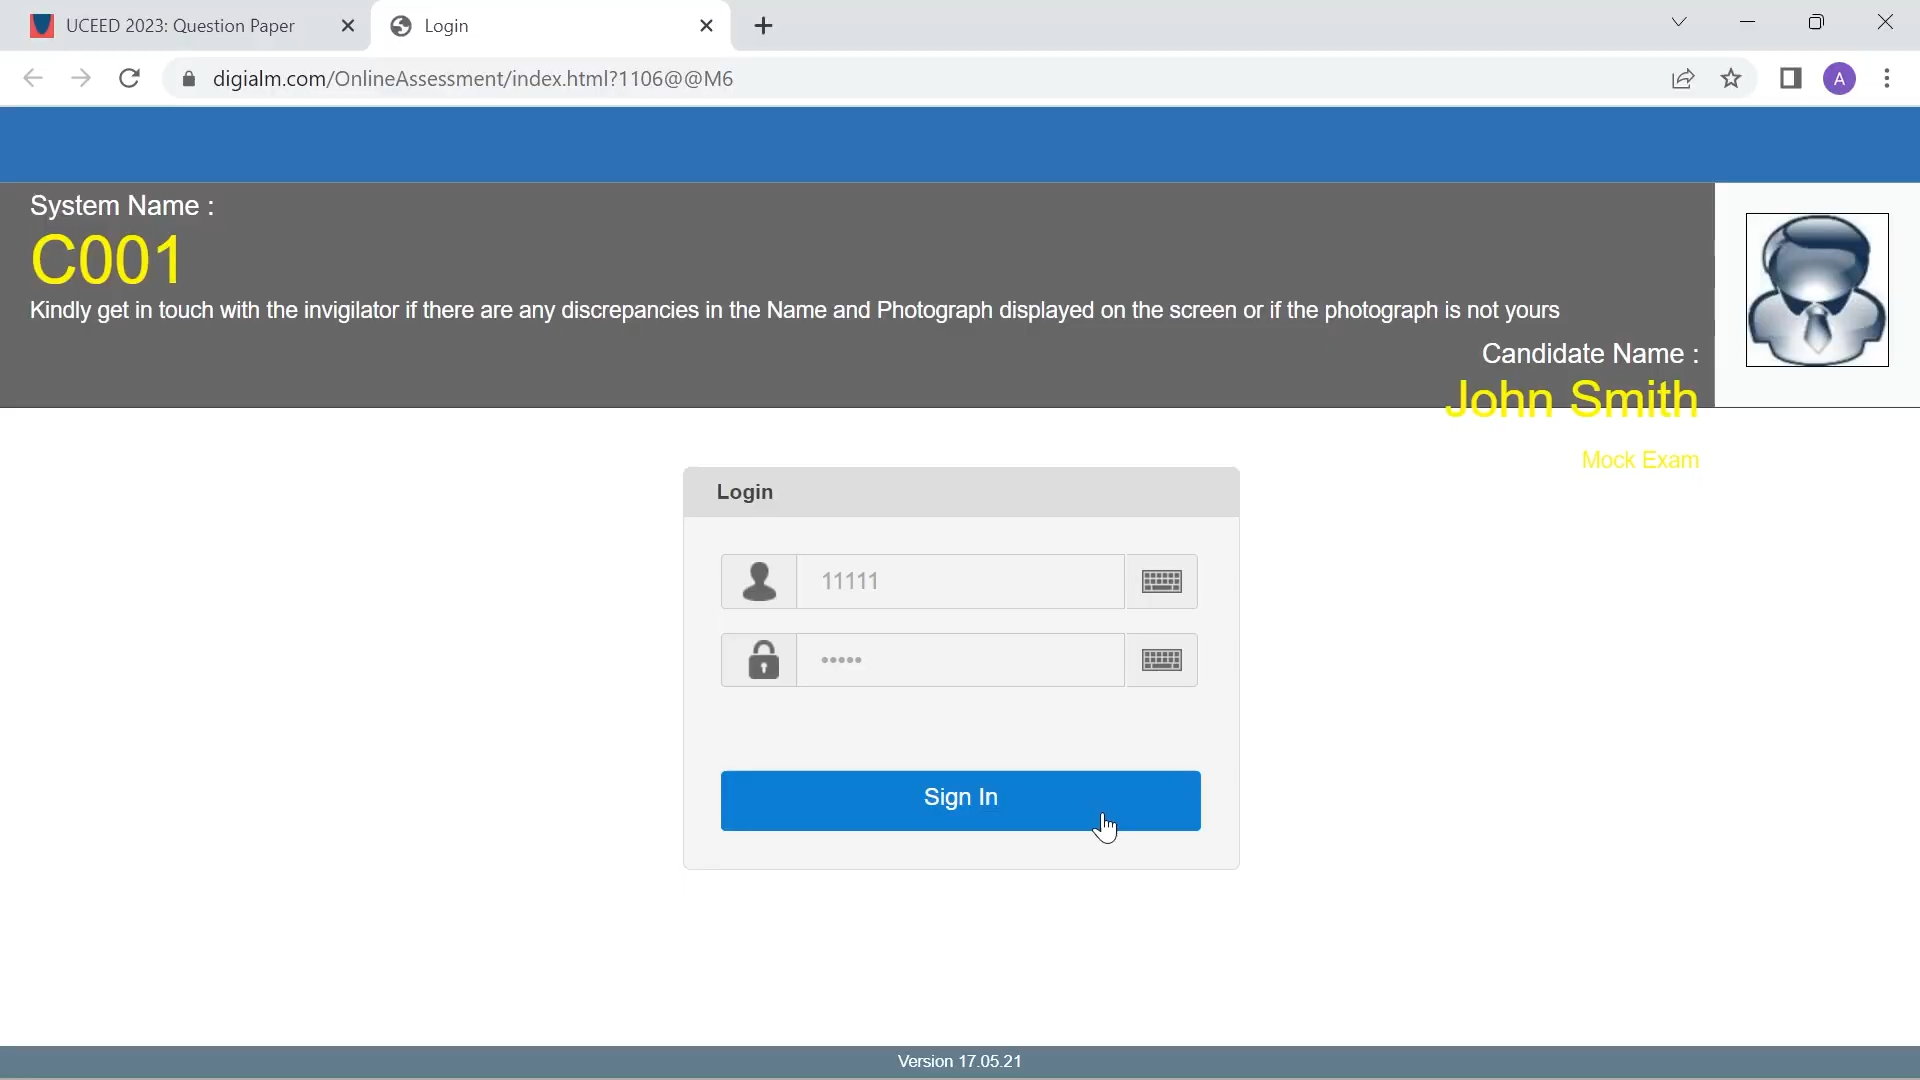 UCEED 2023: Question Paper
Login
digialm.com/OnlineAssessment/index.html?1106@@M6
A
System Name :
C001
Kindly get in touch with the invigilator if there are any discrepancies in the Name and Photograph displayed on the screen or if the photograph is not yours
Candidate Name :
John Smith
Mock Exam
Login
11111
•••••
Sign In
Version 17.05.21